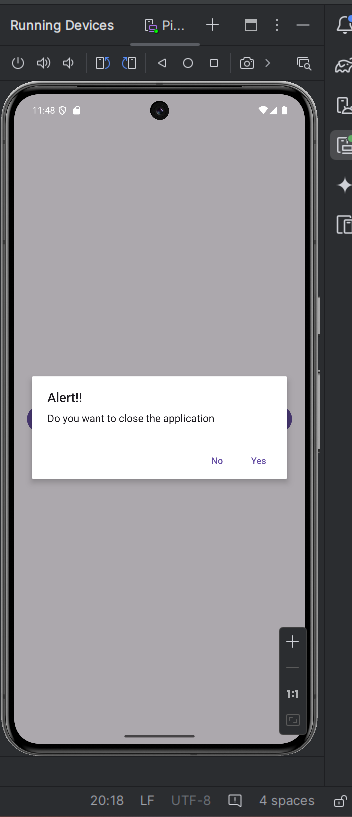 Running Devices
Pi...
11:48
Alert!!
Do you want to close the application
No
Yes
1:1
20:18
LF
UTF-8
4 spaces